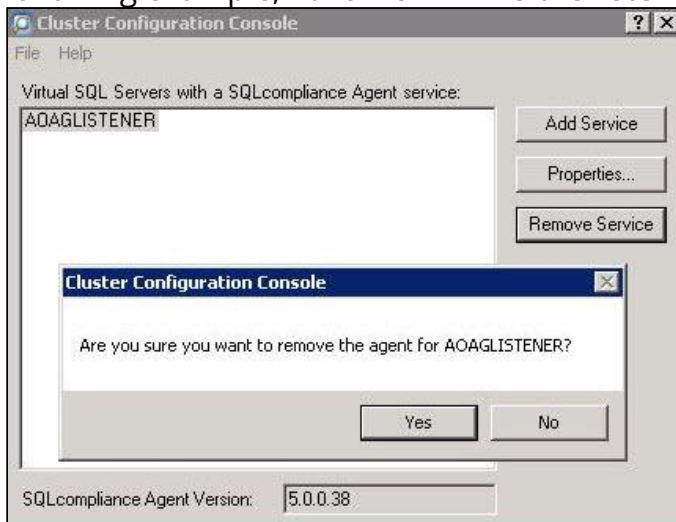 Cluster Configuration Console
File Help
Virtual SQL Servers with a SQLcompliance Agent service:
AOAGLISTENER
Add Service
Properties...
Remove Service
Cluster Configuration Console
Are you sure you want to remove the agent for AOAGLISTENER?
Yes
No
SQLcompliance Agent Version: 5.0.0.38